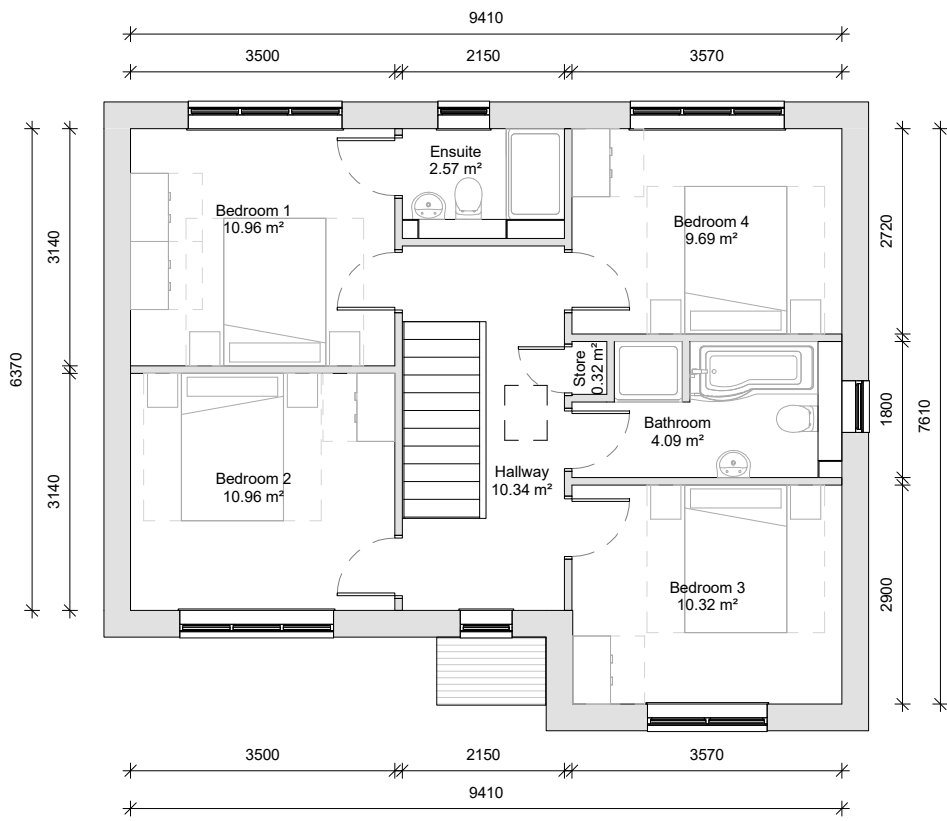 9410
3500
2150
3570
Ensuite
2.57 m²
Bedroom 1
10.96 m²
Bedroom 4
9.69 m²
3140
2720
6370
Store
0.32 m²
1800
7610
Bathroom
4.09 m²
Hallway
10.34 m²
Bedroom 2
10.96 m²
3140
Bedroom 3
10.32 m²
2900
3500
2150
3570
9410